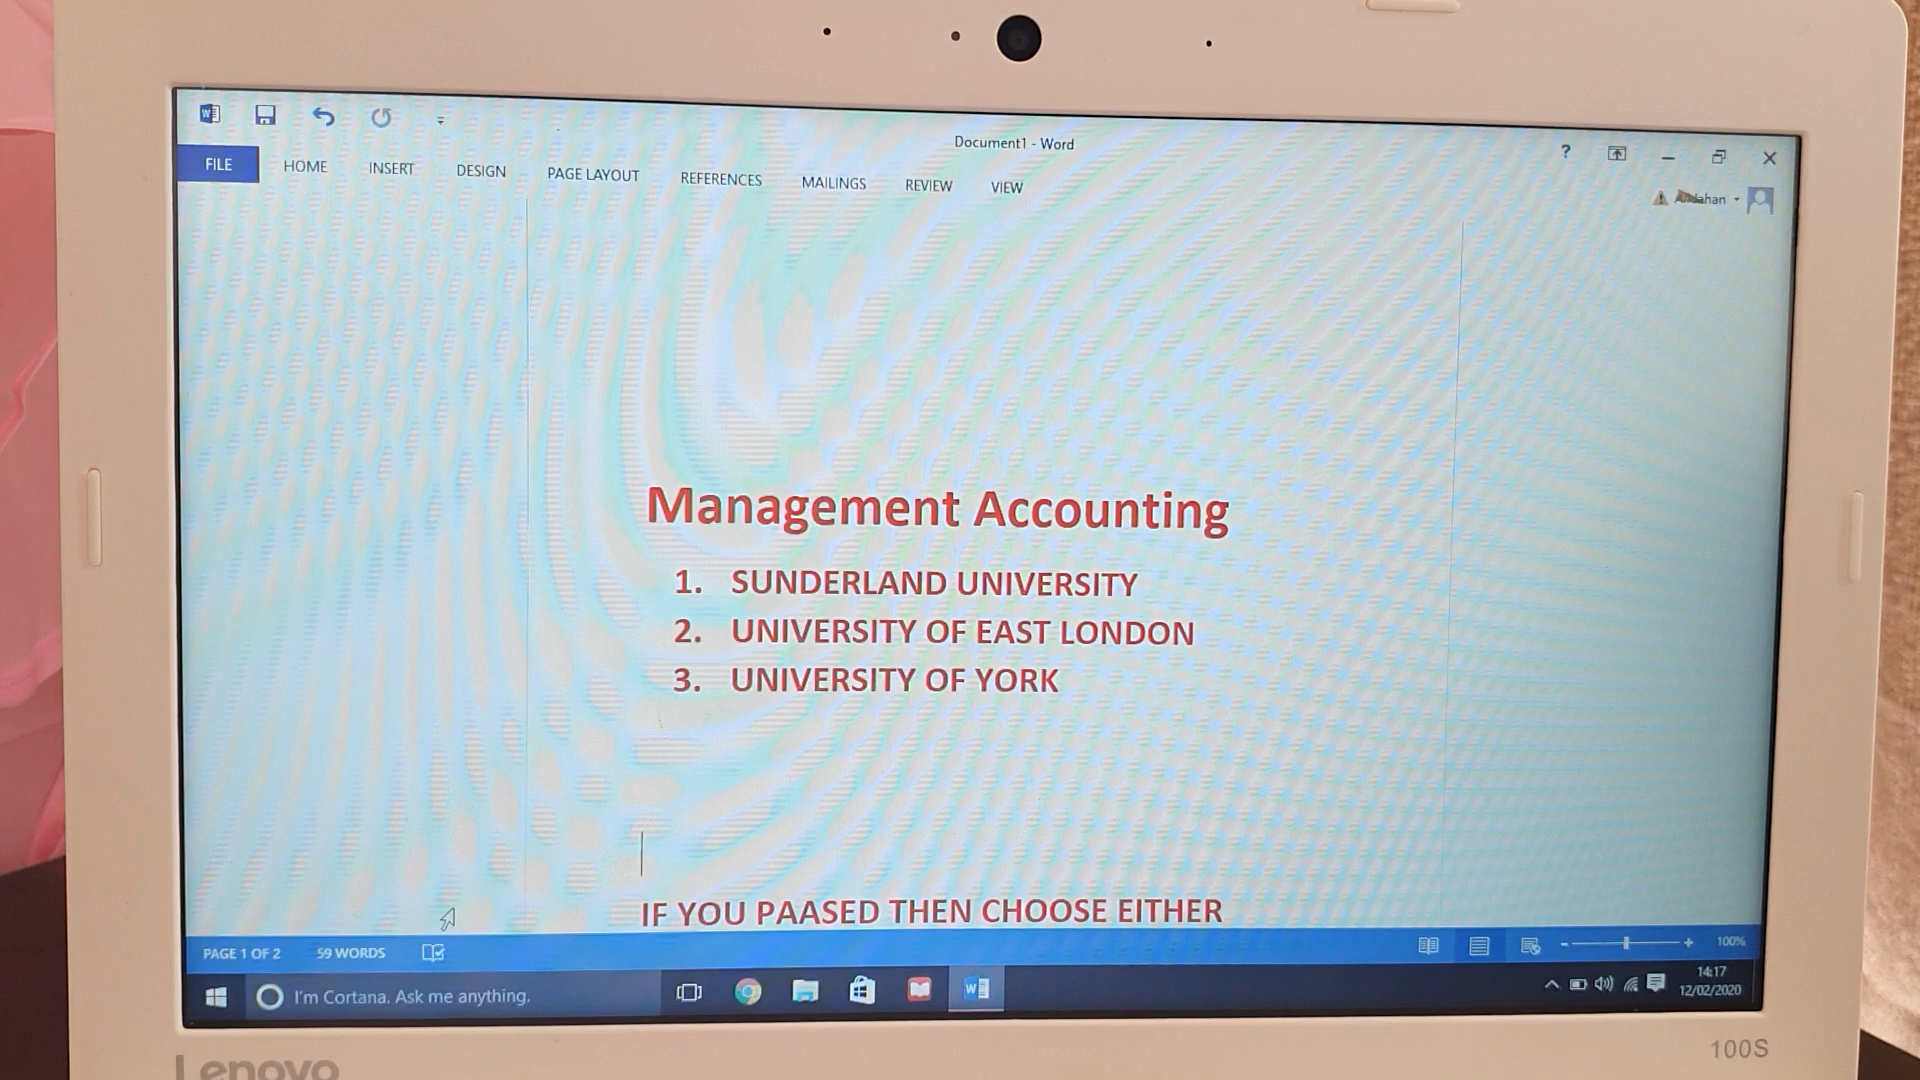 Document1 - Word
?
FILE HOME INSERT DESIGN PAGE LAYOUT REFERENCES MAILINGS REVIEW VIEW
Management Accounting
1. SUNDERLAND UNIVERSITY
2. UNIVERSITY OF EAST LONDON
3. UNIVERSITY OF YORK
IF YOU PAASED THEN CHOOSE EITHER
PAGE 1 OF 2 59 WORDS 100%
I'm Cortana. Ask me anything.
14:17
12/02/2020
Lenovo
100S